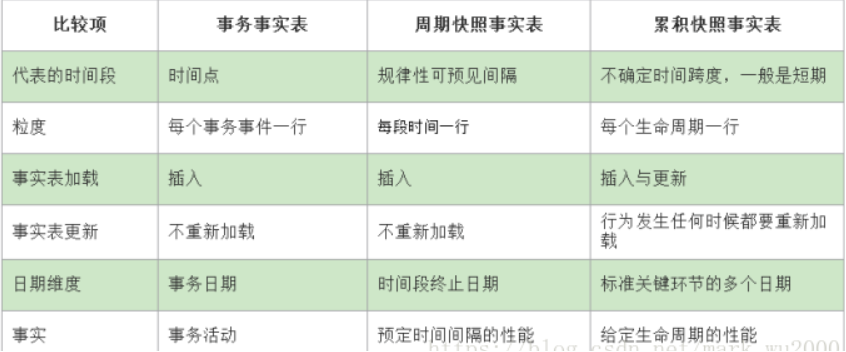 比较项 事务事实表 周期快照事实表 累积快照事实表
代表的时间段 时间点 规律性可预见间隔 不确定时间跨度，一般是短期
粒度 每个事务事件一行 每段时间一行 每个生命周期一行
事实表加载 插入 插入 插入与更新
事实表更新 不重新加载 不重新加载 行为发生任何时候都要重新加
载
日期维度 事务日期 时间段终止日期 标准关键环节的多个日期
事实 事务活动 预定时间间隔的性能 给定生命周期的性能
https://blog.csdn.net/mark_wu2000